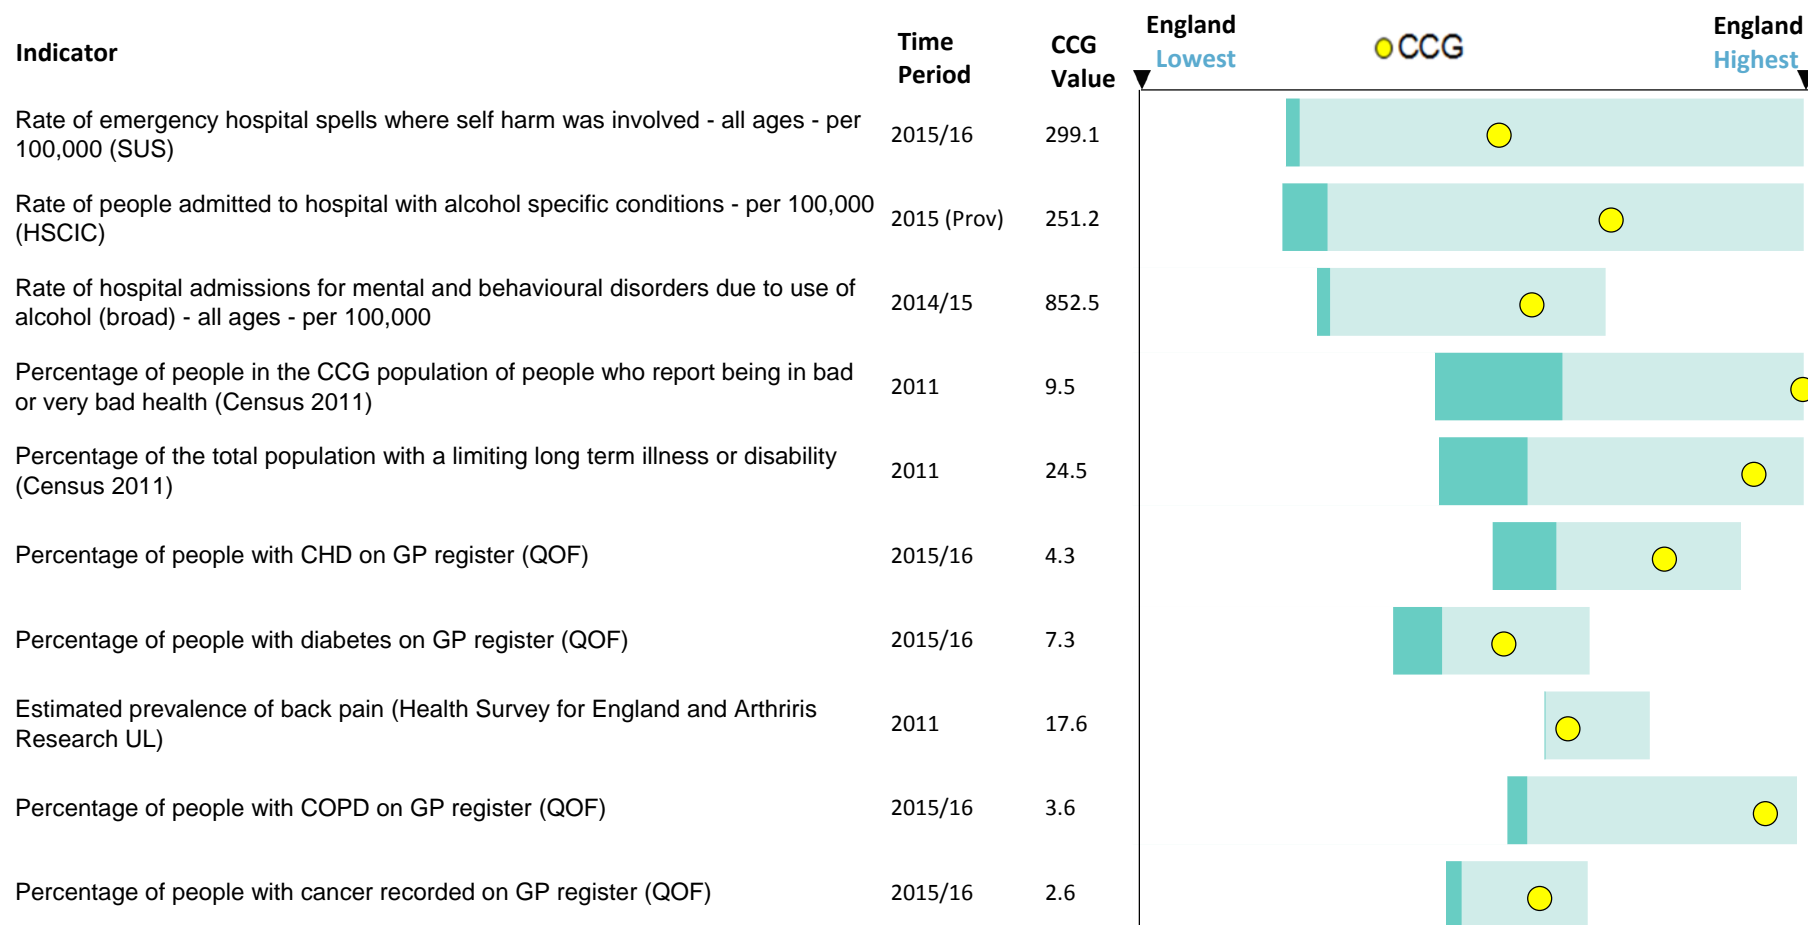 Indicator
Time
Period
CCG
Value
England
Lowest
CCG
England
Highest
Rate of emergency hospital spells where self harm was involved - all ages - per
100,000 (SUS)
2015/16
299.1
Rate of people admitted to hospital with alcohol specific conditions - per 100,000
(HSCIC)
2015 (Prov)
251.2
Rate of hospital admissions for mental and behavioural disorders due to use of
alcohol (broad) - all ages - per 100,000
2014/15
852.5
Percentage of people in the CCG population of people who report being in bad
or very bad health (Census 2011)
2011
9.5
Percentage of the total population with a limiting long term illness or disability
(Census 2011)
2011
24.5
Percentage of people with CHD on GP register (QOF)
2015/16
4.3
Percentage of people with diabetes on GP register (QOF)
2015/16
7.3
Estimated prevalence of back pain (Health Survey for England and Arthriris
Research UL)
2011
17.6
Percentage of people with COPD on GP register (QOF)
2015/16
3.6
Percentage of people with cancer recorded on GP register (QOF)
2015/16
2.6